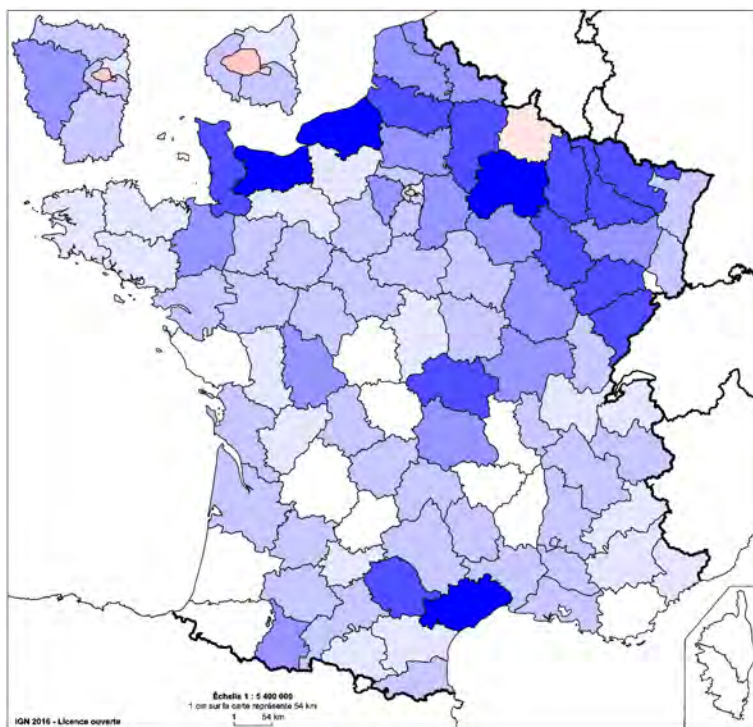 Échelle 1 : 5 400 000
1 cm sur la carte représente 54 km
1 54 km
IGN 2016 - Licence ouverte